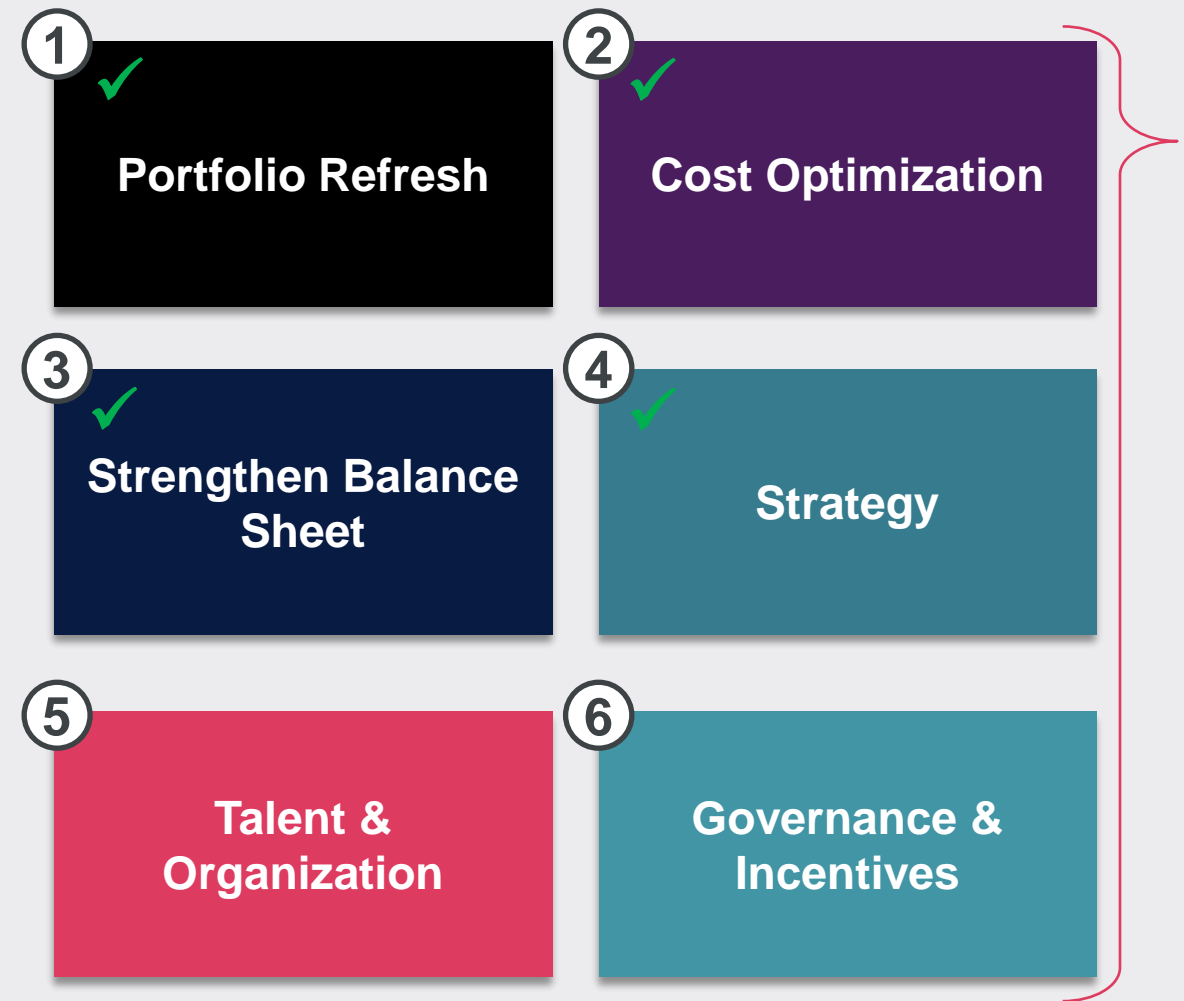 1
Portfolio Refresh
2
Cost Optimization
3
Strengthen Balance
Sheet
4
Strategy
5
Talent &
Organization
6
Governance &
Incentives